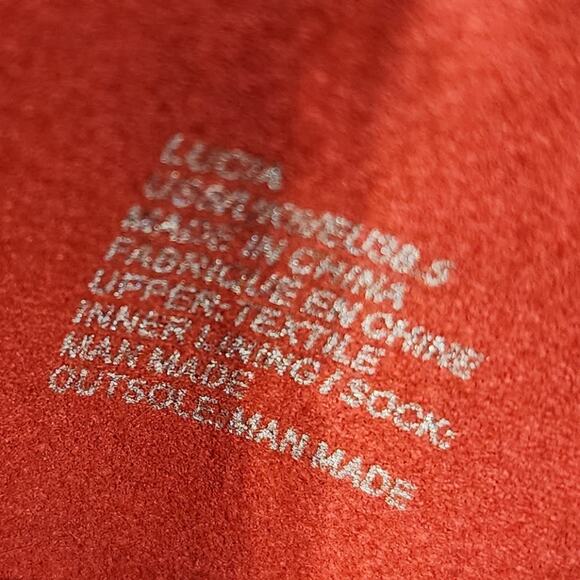 LUCIA
MADE IN CHINA
FABRIQUE EN CHINE
UPPER: TEXTILE
INNER LINING / SOCK:
MAN MADE
OUTSOLE: MAN MADE